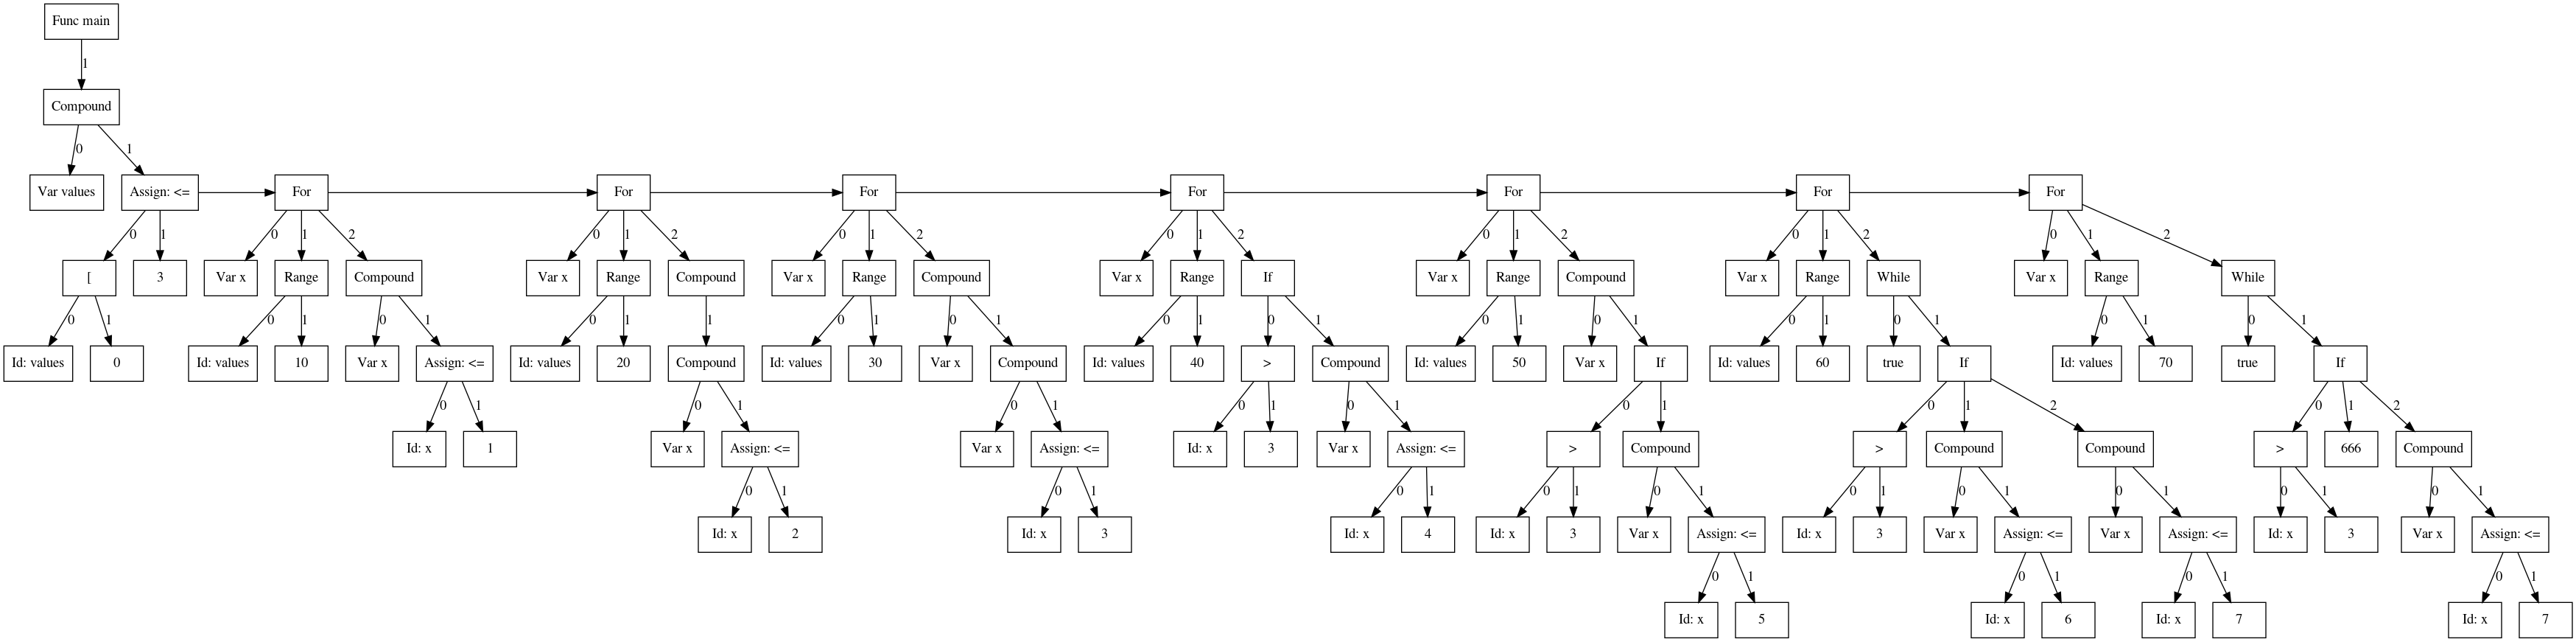 Func main
1
Compound
0 1
Var values Assign: <= For For For For For For For
0 1 0 1 2 0 1 2 0 1 2 0 1 2 0 1 2 0 1 2 0 1 2
[ 3 Var x Range Compound Var x Range Compound Var x Range Compound Var x Range If Var x Range Compound Var x Range While Var x Range While
0 1 0 1 0 1 0 1 1 0 1 0 1 0 1 0 1 0 1 0 1 0 1 0 1 0 1 0 1
Id: values 0 Id: values 10 Var x Assign: <= Id: values 20 Compound Id: values 30 Var x Compound Id: values 40 > Compound Id: values 50 Var x If Id: values 60 true If Id: values 70 true If
0 1 0 1 0 1 0 1 0 1 0 1 0 1 2 0 1 2
Id: x 1 Var x Assign: <= Var x Assign: <= Id: x 3 Var x Assign: <= > Compound > Compound Compound > 666 Compound
0 1 0 1 0 1 0 1 0 1 0 1 0 1 0 1 0 1 0 1
Id: x 2 Id: x 3 Id: x 4 Id: x 3 Var x Assign: <= Id: x 3 Var x Assign: <= Var x Assign: <= Id: x 3 Var x Assign: <=
0 1 0 1 0 1 0 1
Id: x 5 Id: x 6 Id: x 7 Id: x 7